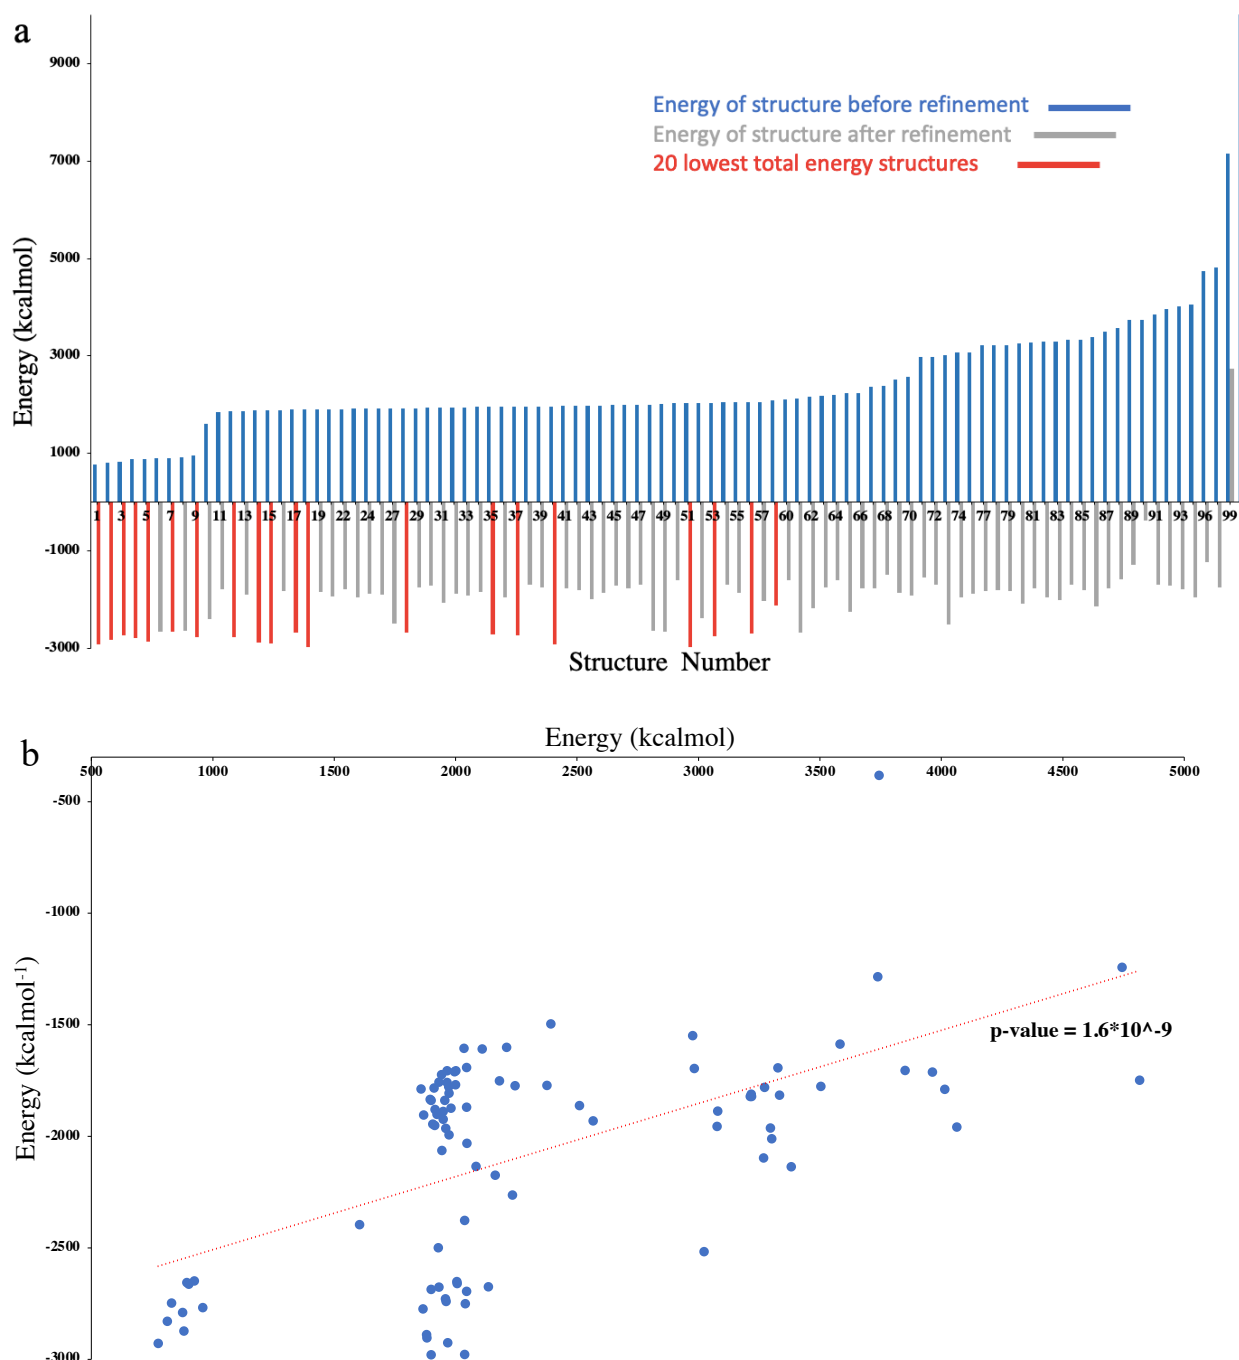 a
9000
7000
5000
3000
1000
-1000
-3000
Energy (kcalmol)
Energy of structure before refinement
Energy of structure after refinement
20 lowest total energy structures
1 3 5 7 9 11 13 15 17 19 22 24 27 29 31 33 35 37 39 41 43 45 47 49 51 53 55 57 60 62 64 66 68 70 72 74 77 79 81 83 85 87 89 91 93 96 99
Structure Number
b
Energy (kcalmol)
500 1000 1500 2000 2500 3000 3500 4000 4500 5000
-500
-1000
-1500
-2000
-2500
-3000
Energy (kcalmol-1)
p-value = 1.6*10^-9